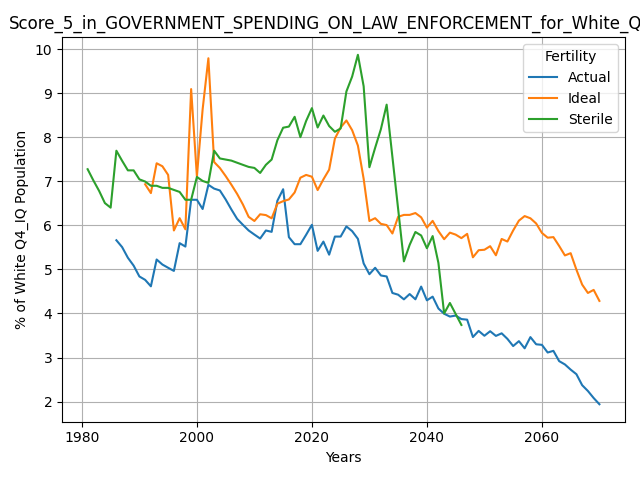 Score_5_in_GOVERNMENT_SPENDING_ON_LAW_ENFORCEMENT_for_White_Q
10
9
8
7
6
5
4
3
2
% of White Q4_IQ Population
Fertility
Actual
Ideal
Sterile
1980
2000
2020
2040
2060
Years